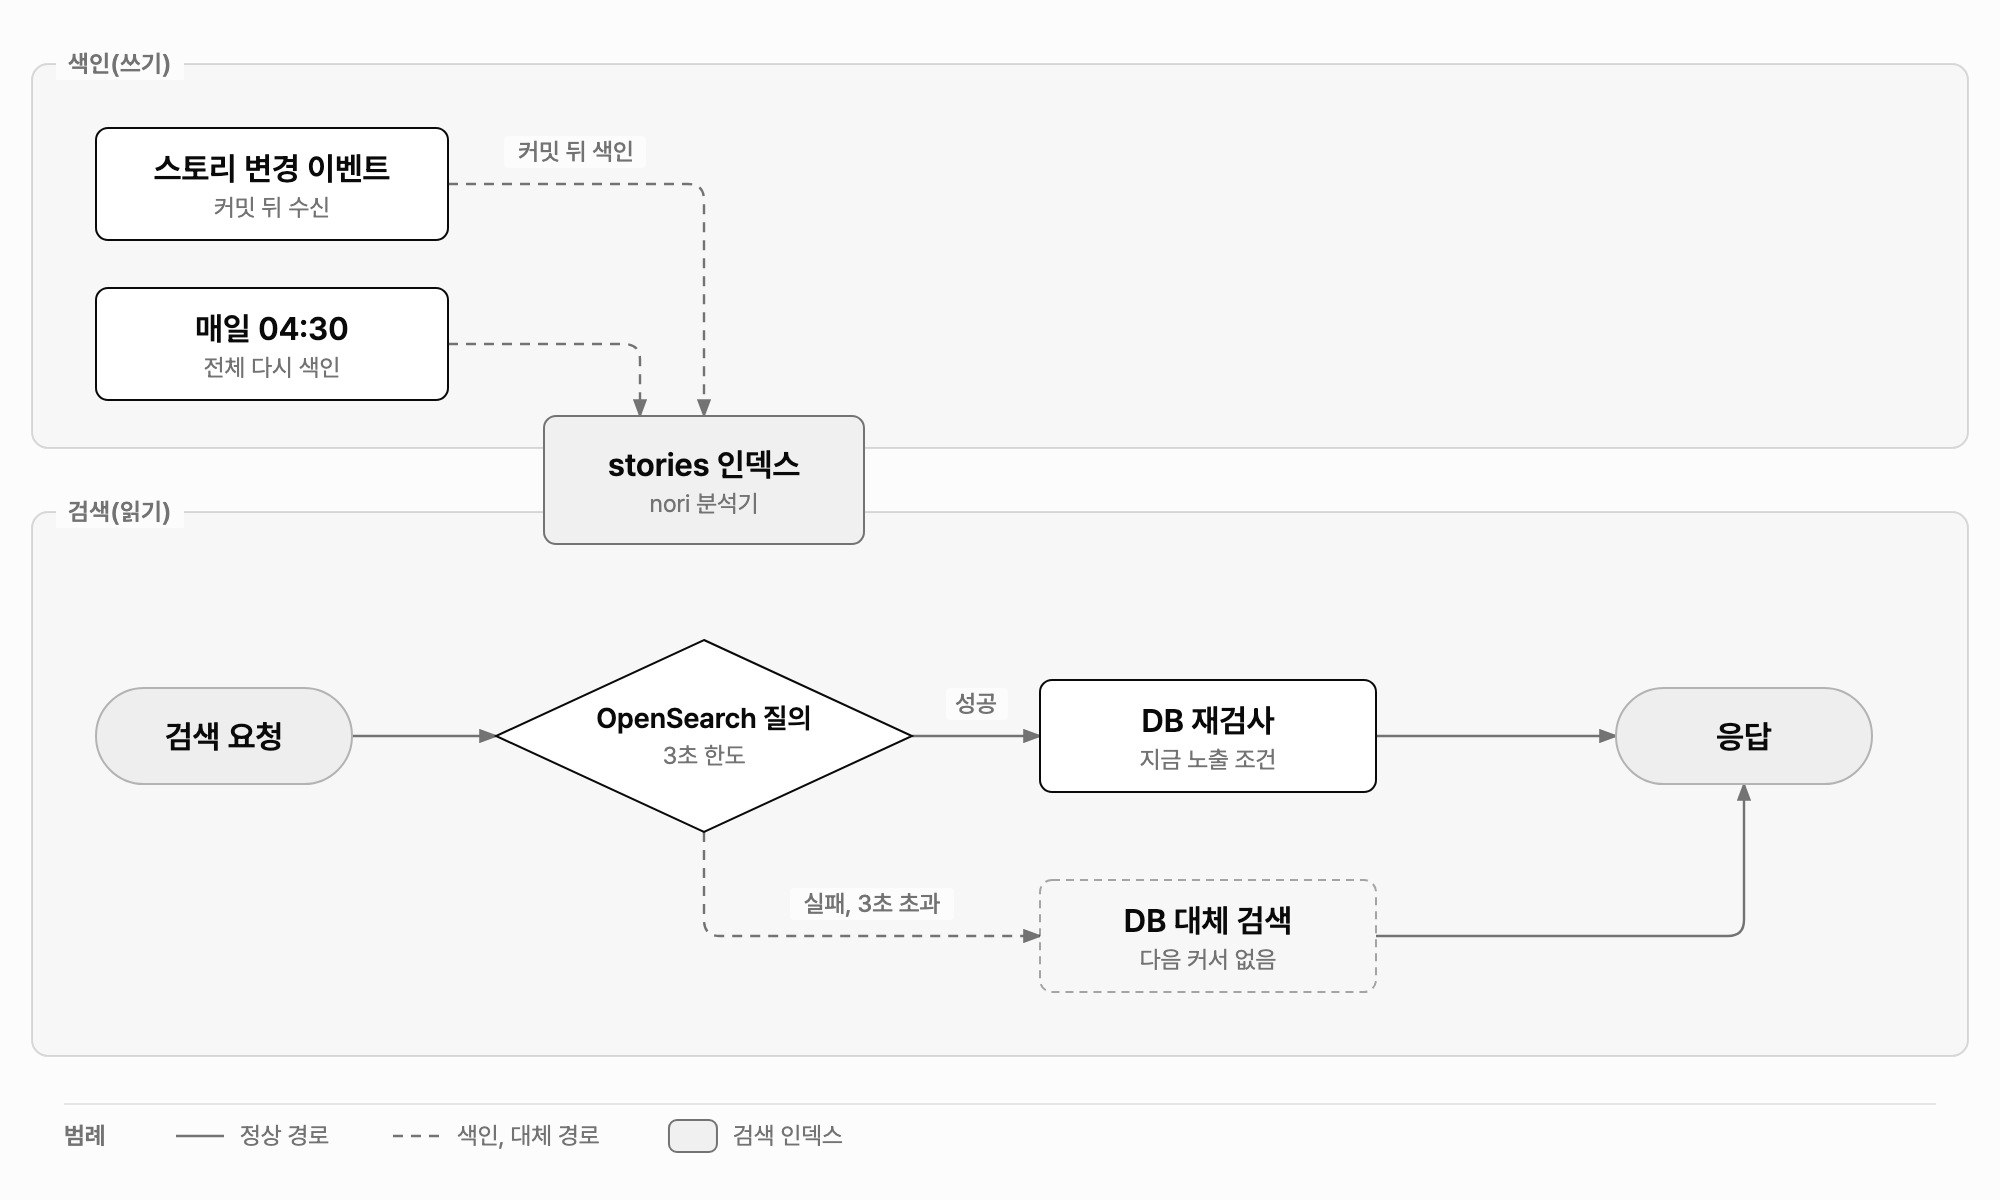 색인(쓰기)
스토리 변경 이벤트
커밋 뒤 수신
커밋 뒤 색인
매일 04:30
전체 다시 색인
stories 인덱스
nori 분석기
검색(읽기)
검색 요청
OpenSearch 질의
3초 한도
성공
DB 재검사
지금 노출 조건
응답
실패, 3초 초과
DB 대체 검색
다음 커서 없음
범례
정상 경로
색인, 대체 경로
검색 인덱스